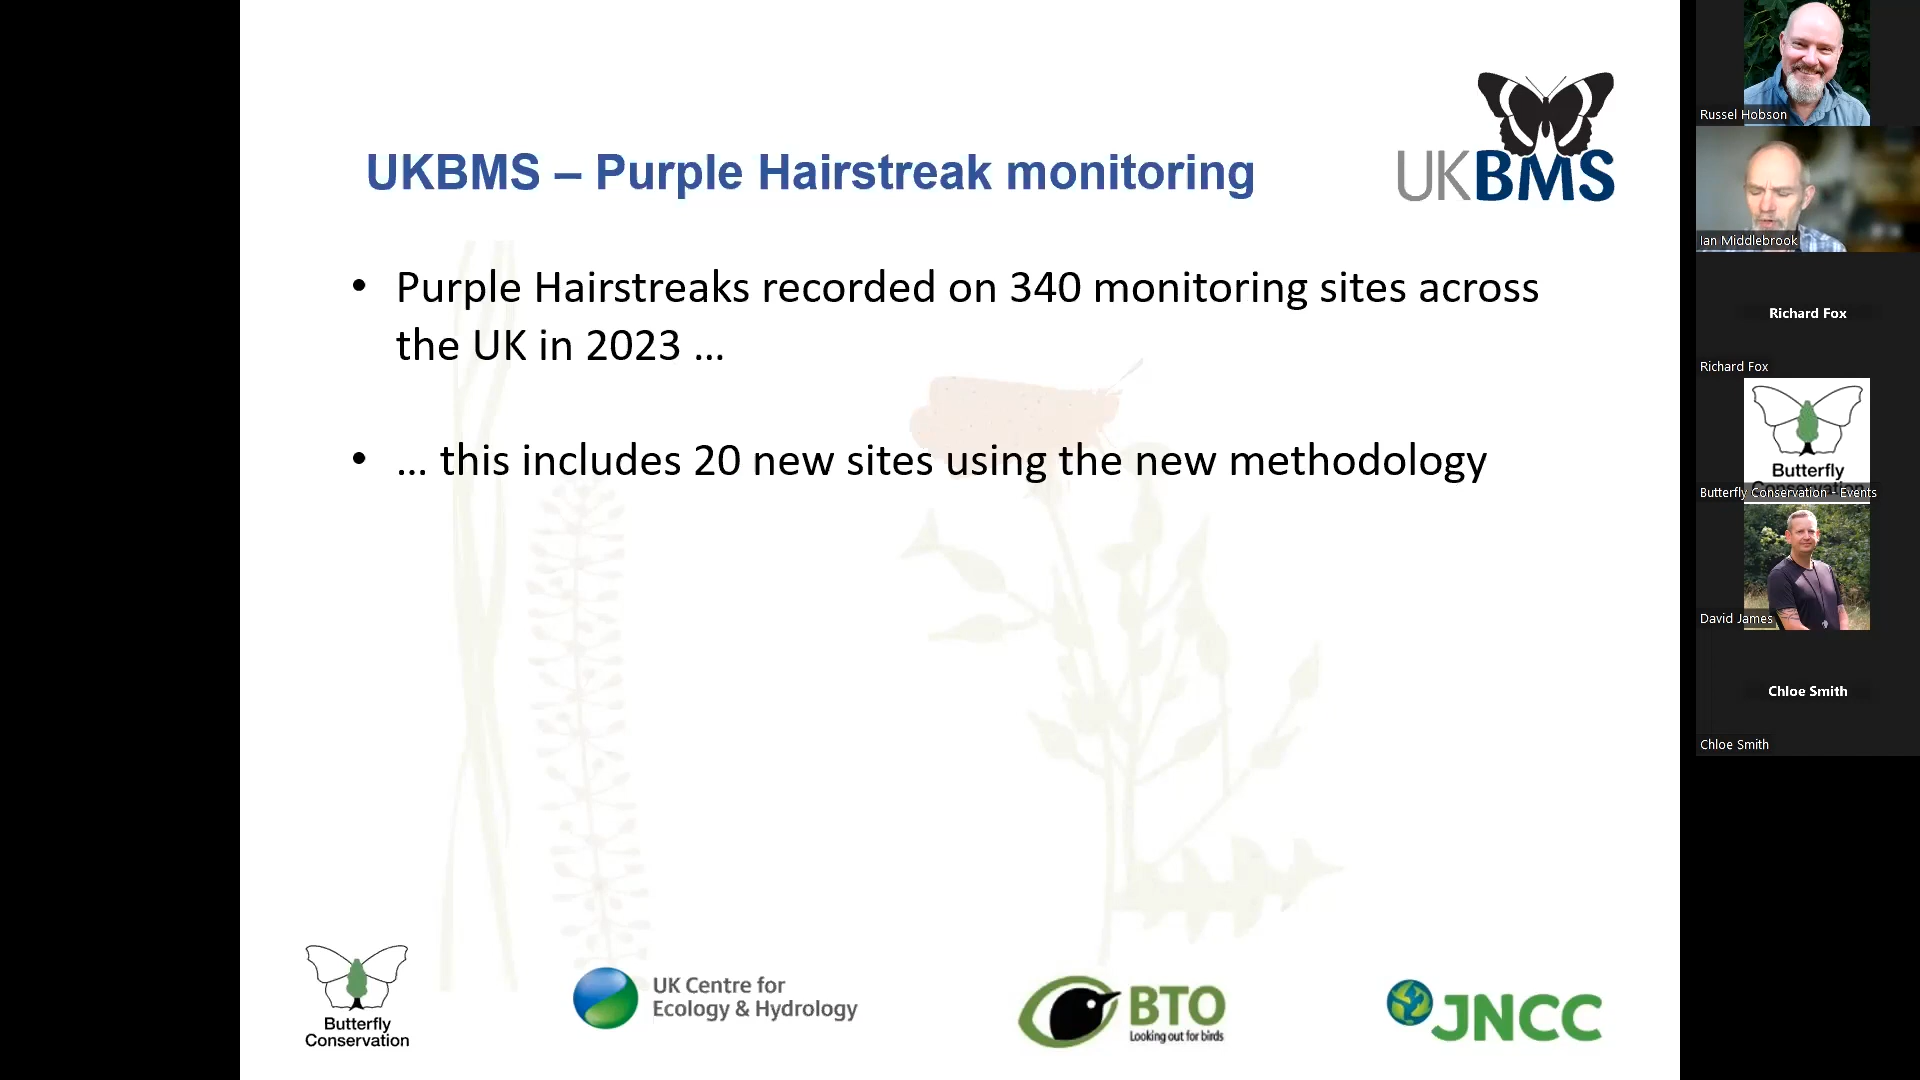 UKBMS – Purple Hairstreak monitoring
UKBMS
• Purple Hairstreaks recorded on 340 monitoring sites across
the UK in 2023 ...
• ... this includes 20 new sites using the new methodology
Butterfly
Conservation
UK Centre for
Ecology & Hydrology
BTO
Looking out for birds
JNCC
Russel Hobson
Ian Middlebrook
Richard Fox
Richard Fox
Butterfly
Conservation
Butterfly Conservation - Events
David James
Chloe Smith
Chloe Smith